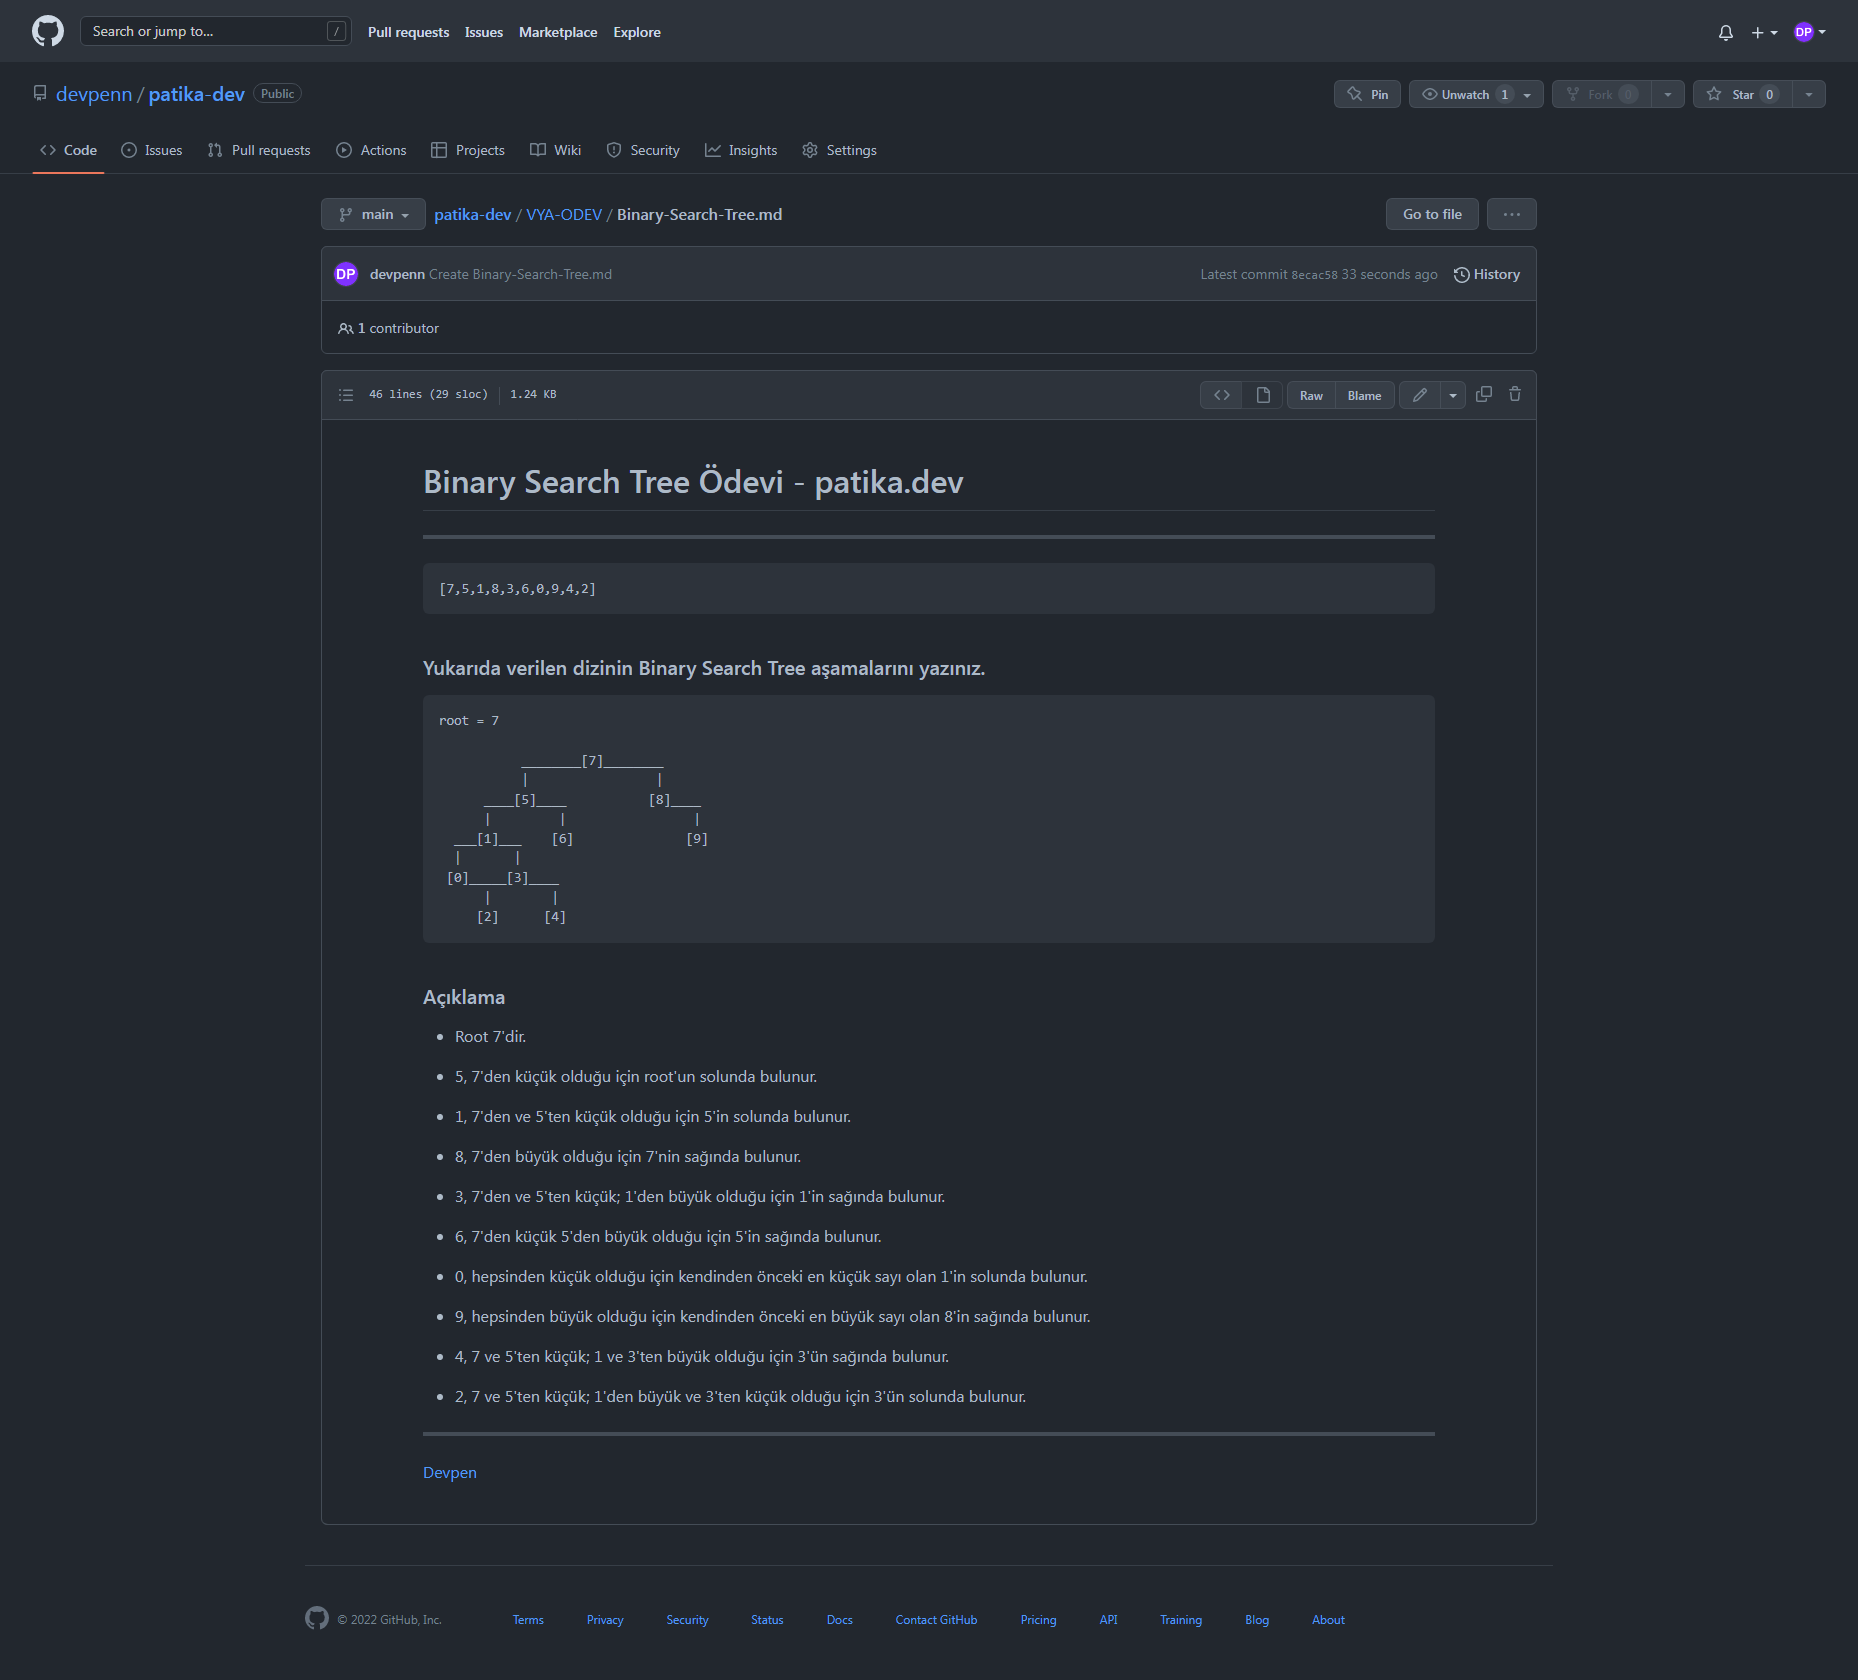 Search or jump to... / Pull requests Issues Marketplace Explore DP
devpenn / patika-dev Public Pin Unwatch 1 Fork 0 Star 0
Code Issues Pull requests Actions Projects Wiki Security Insights Settings
main patika-dev / VYA-ODEV / Binary-Search-Tree.md Go to file ...
DP devpenn Create Binary-Search-Tree.md Latest commit 8ecac58 33 seconds ago History
1 contributor
46 lines (29 sloc) 1.24 KB <> Raw Blame
Binary Search Tree Ödevi - patika.dev
[7,5,1,8,3,6,0,9,4,2]
Yukarıda verilen dizinin Binary Search Tree aşamalarını yazınız.
root = 7
           ________[7]________
           |                 |
      ____[5]____           [8]____
      |         |                 |
  ___[1]___    [6]               [9]
  |       |
 [0]_____[3]____
      |        |
     [2]      [4]
Açıklama
• Root 7'dir.
• 5, 7'den küçük olduğu için root'un solunda bulunur.
• 1, 7'den ve 5'ten küçük olduğu için 5'in solunda bulunur.
• 8, 7'den büyük olduğu için 7'nin sağında bulunur.
• 3, 7'den ve 5'ten küçük; 1'den büyük olduğu için 1'in sağında bulunur.
• 6, 7'den küçük 5'den büyük olduğu için 5'in sağında bulunur.
• 0, hepsinden küçük olduğu için kendinden önceki en küçük sayı olan 1'in solunda bulunur.
• 9, hepsinden büyük olduğu için kendinden önceki en büyük sayı olan 8'in sağında bulunur.
• 4, 7 ve 5'ten küçük; 1 ve 3'ten büyük olduğu için 3'ün sağında bulunur.
• 2, 7 ve 5'ten küçük; 1'den büyük ve 3'ten küçük olduğu için 3'ün solunda bulunur.
Devpen
© 2022 GitHub, Inc. Terms Privacy Security Status Docs Contact GitHub Pricing API Training Blog About